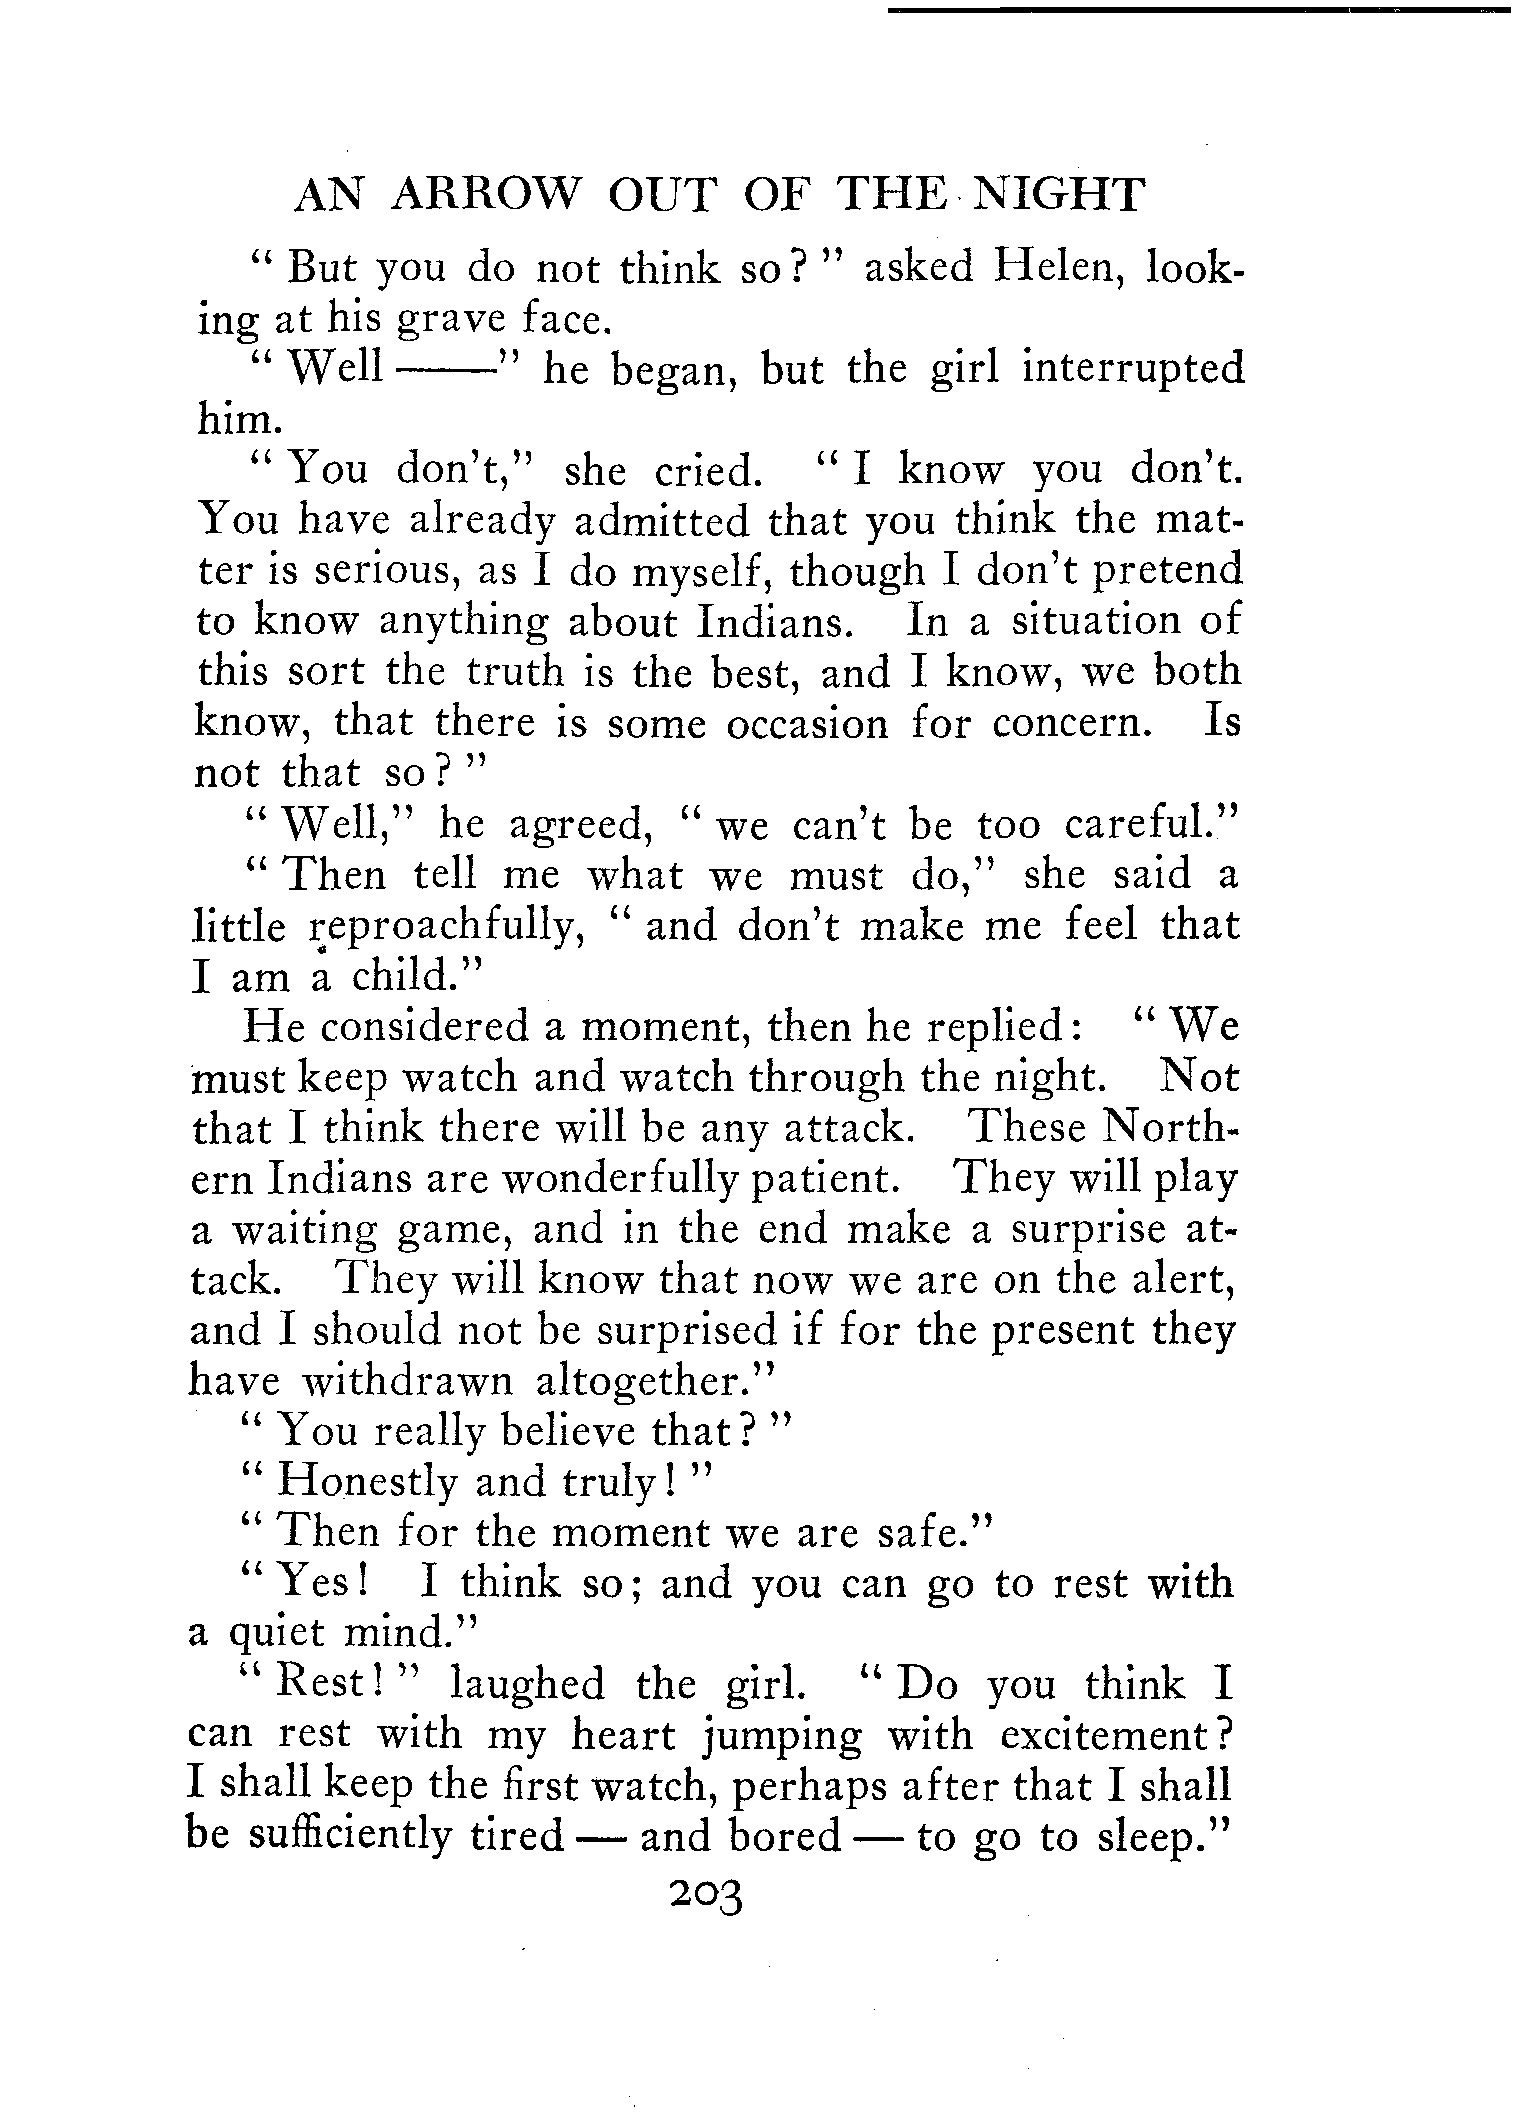 AN ARROW OUT OF THE NIGHT
" But you do not think so? " asked Helen, look-
ing at his grave face.
" Well ——" he began, but the girl interrupted
him.
" You don't," she cried. " I know you don't.
You have already admitted that you think the mat-
ter is serious, as I do myself, though I don't pretend
to know anything about Indians. In a situation of
this sort the truth is the best, and I know, we both
know, that there is some occasion for concern. Is
not that so? "
" Well," he agreed, " we can't be too careful."
" Then tell me what we must do," she said a
little reproachfully, " and don't make me feel that
I am a child."
He considered a moment, then he replied: " We
must keep watch and watch through the night. Not
that I think there will be any attack. These North-
ern Indians are wonderfully patient. They will play
a waiting game, and in the end make a surprise at-
tack. They will know that now we are on the alert,
and I should not be surprised if for the present they
have withdrawn altogether."
" You really believe that? "
" Honestly and truly! "
" Then for the moment we are safe."
" Yes! I think so; and you can go to rest with
a quiet mind."
" Rest! " laughed the girl. " Do you think I
can rest with my heart jumping with excitement?
I shall keep the first watch, perhaps after that I shall
be sufficiently tired — and bored — to go to sleep."
203